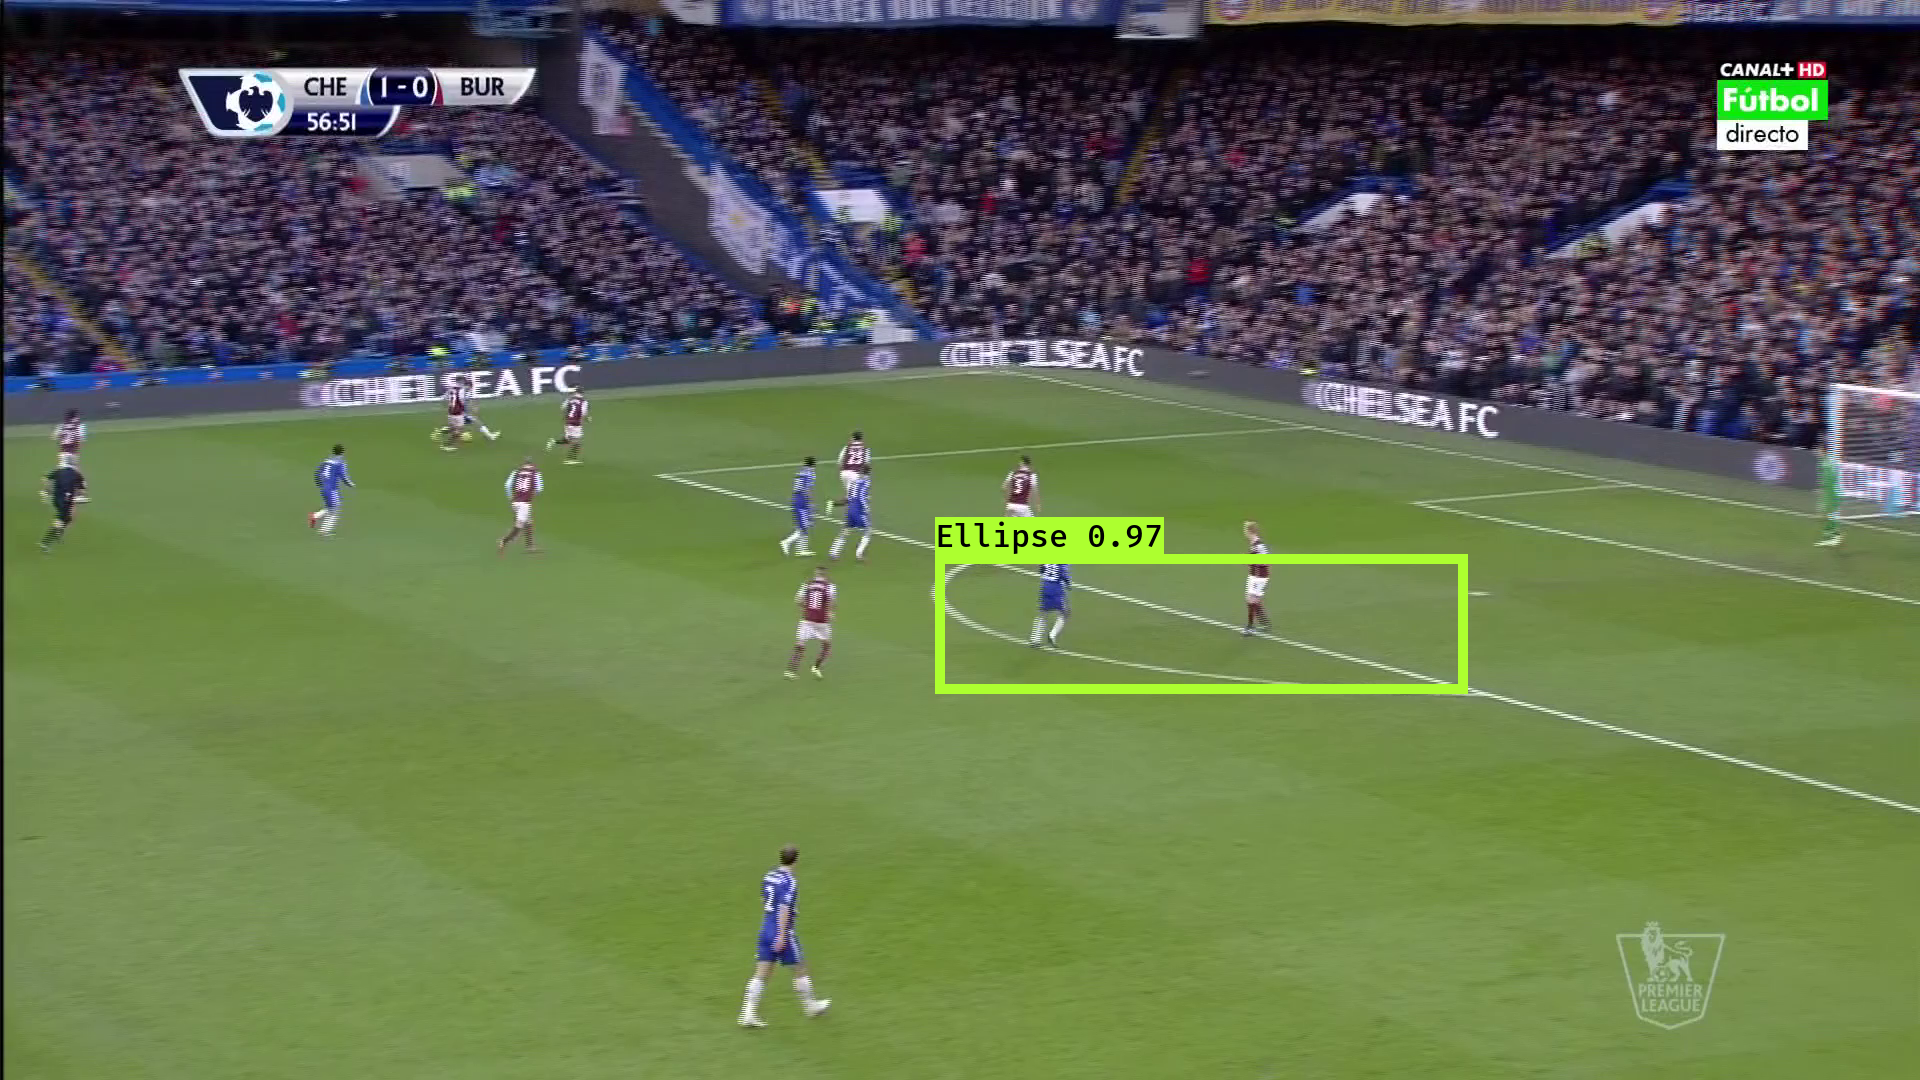 CHE 1-0 BUR
56:51
CANAL+ HD
Fútbol
directo
CHELSEA FC
CHELSEA FC
CHELSEA FC
Ellipse 0.97
PREMIER
LEAGUE